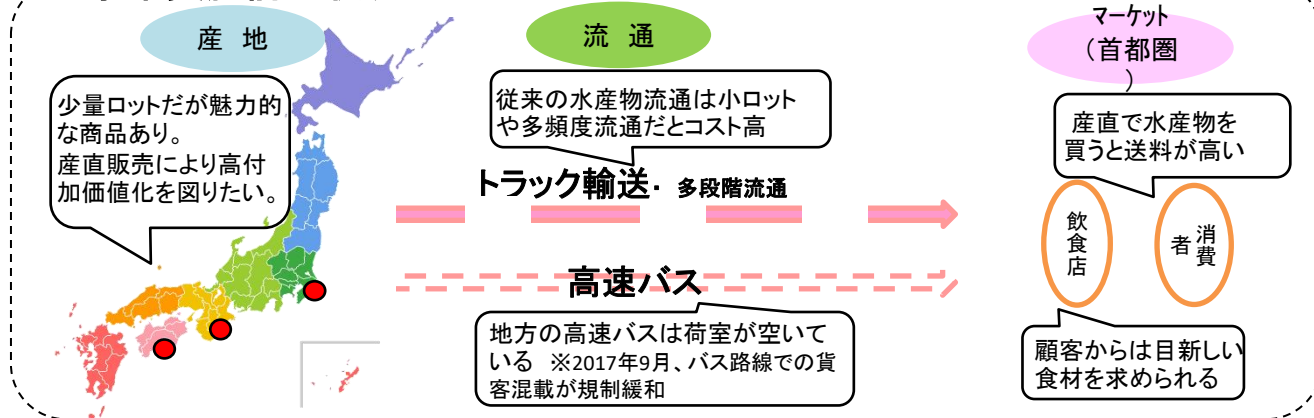 産 地
少量ロットだが魅力的
な商品あり。
産直販売により高付
加価値化を図りたい。
流 通
従来の水産物流通は小ロット
や多頻度流通だとコスト高
トラック輸送・ 多段階流通
高速バス
地方の高速バスは荷室が空いて
いる ※2017年9月、バス路線での貨
客混載が規制緩和
マーケット
（首都圏
）
産直で水産物を
買うと送料が高い
飲食店
消費
者
顧客からは目新しい
食材を求められる